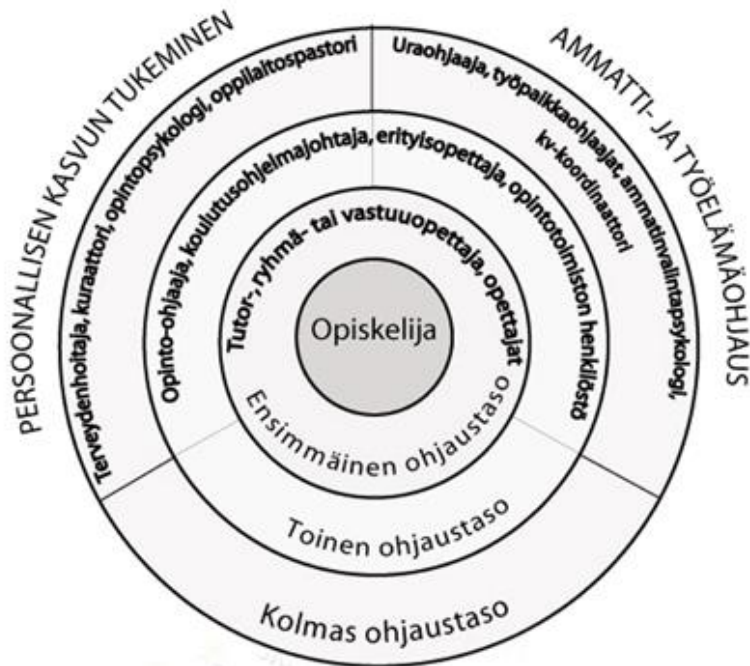 PERSOONALLISEN KASVUN TUKEMINEN
AMMATTI- JA TYÖELÄMÄOHJAUS
Terveydenhoitaja, kuraattori, opintopsykologi, oppilaitospastori
Uraohjaaja, työpaikkaohjaajat, ammatinvalintapsykologi,
kv-koordinaattori
Opinto-ohjaaja, koulutusohjelmajohtaja, erityisopettaja, opintotoimiston henkilöstö
Tutor-, ryhmä- tai vastuuopettaja, opettajat
Opiskelija
Ensimmäinen ohjaustaso
Toinen ohjaustaso
Kolmas ohjaustaso